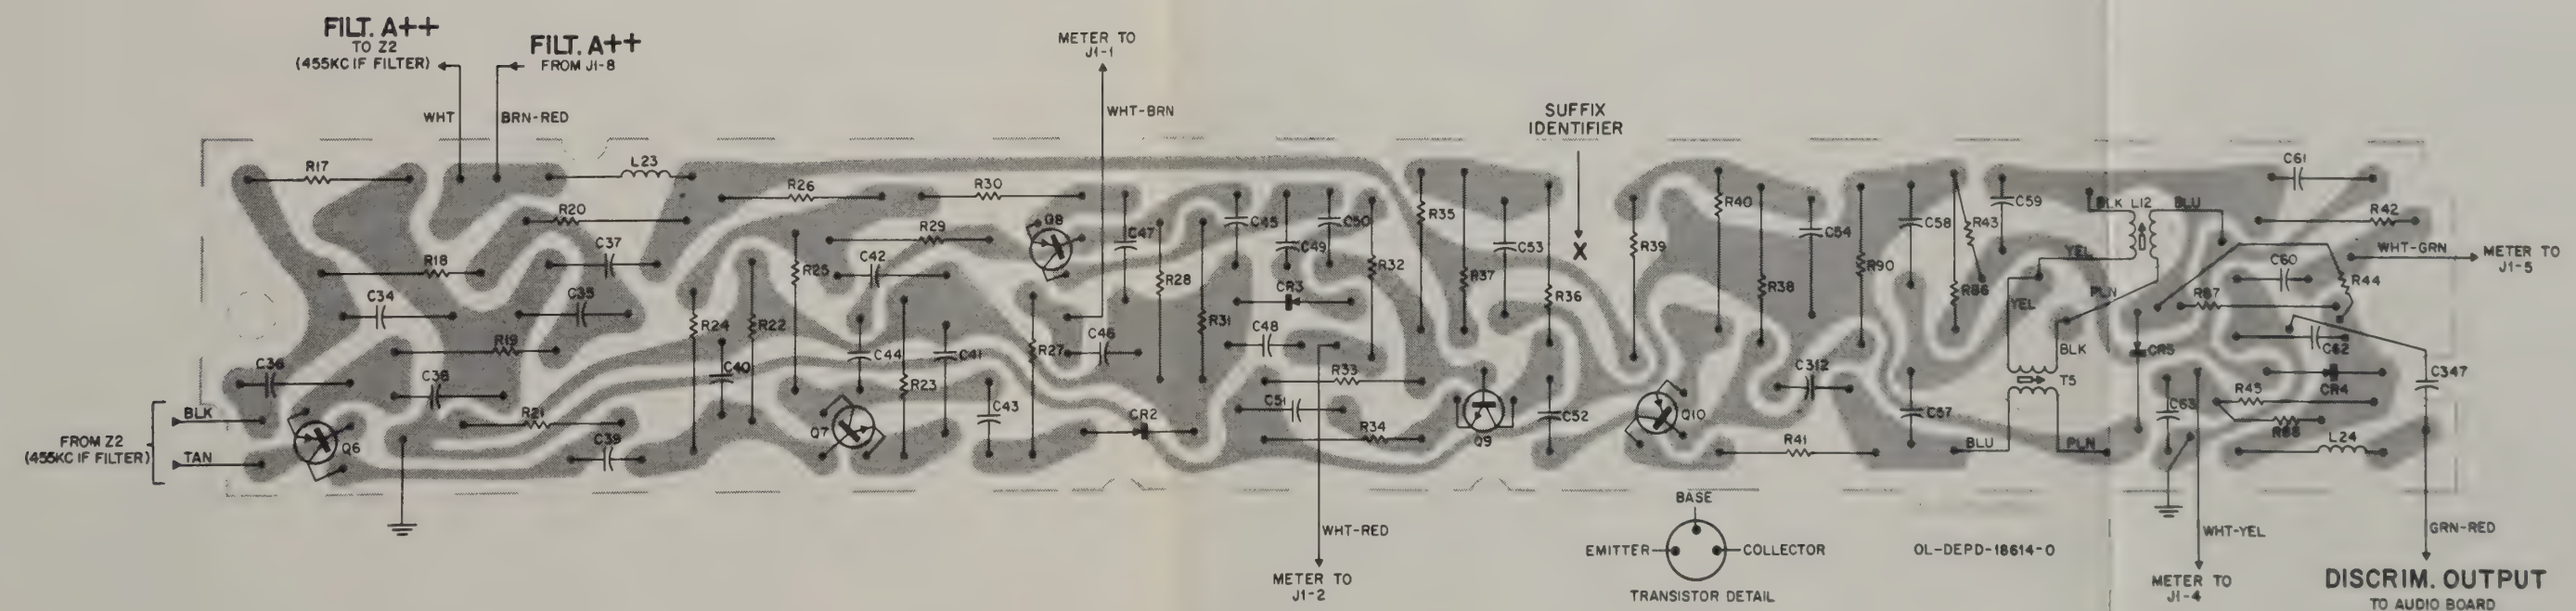 FILT. A++
TO Z2
(455KC IF FILTER)
FILT. A++
FROM J1-8
METER TO
J1-1
WHT
BRN-RED
WHT-BRN
SUFFIX
IDENTIFIER
X
R17
L23
R26
R30
R20
R29
Q8
C47
C45
C50
C49
R35
C53
R39
R40
C54
C58
R43
C59
BLK
L12
BLU
C61
R42
WHT-GRN
METER TO
J1-5
R18
C37
R25
C42
R28
R32
R37
R36
R38
R90
R86
YEL
YEL
PLN
C60
R87
R44
C34
C35
CR3
R24
R22
R31
R19
C44
C41
R27
C46
C48
BLK
CR5
C62
C36
C38
C40
R23
R33
C312
T5
CR4
C347
BLK
TAN
FROM Z2
(455KC IF FILTER)
Q6
R21
C39
Q7
C43
CR2
C51
R34
Q9
C52
Q10
R41
C57
BLU
PLN
C63
R45
R88
L24
WHT-RED
METER TO
J1-2
BASE
EMITTER
COLLECTOR
TRANSISTOR DETAIL
OL-DEPD-18614-0
WHT-YEL
METER TO
J1-4
GRN-RED
DISCRIM. OUTPUT
TO AUDIO BOARD